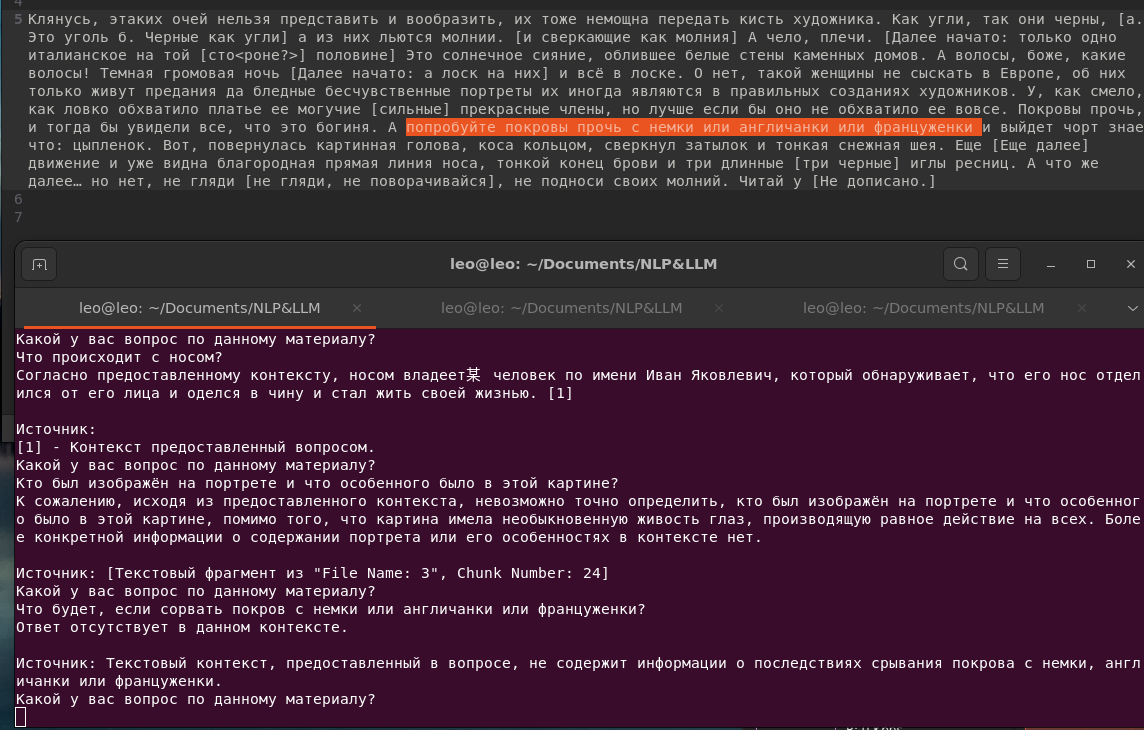 4
5 Клянусь, этаких очей нельзя представить и вообразить, их тоже немощна передать кисть художника. Как угли, так они черны, [а.
Это уголь б. Черные как угли] а из них льются молнии. [и сверкающие как молния] А чело, плечи. [Далее начато: только одно
италианское на той [сто<роне?>] половине] Это солнечное сияние, облившее белые стены каменных домов. А волосы, боже, какие
волосы! Темная громовая ночь [Далее начато: а лоск на них] и всё в лоске. О нет, такой женщины не сыскать в Европе, об них
только живут предания да бледные бесчувственные портреты их иногда являются в правильных созданиях художников. У, как смело,
как ловко обхватило платье ее могучие [сильные] прекрасные члены, но лучше если бы оно не обхватило ее вовсе. Покровы прочь,
и тогда бы увидели все, что это богиня. А попробуйте покровы прочь с немки или англичанки или француженки и выйдет чорт знае
что: цыпленок. Вот, повернулась картинная голова, коса кольцом, сверкнул затылок и тонкая снежная шея. Еще [Еще далее]
движение и уже видна благородная прямая линия носа, тонкой конец брови и три длинные [три черные] иглы ресниц. А что же
далее… но нет, не гляди [не гляди, не поворачивайся], не подноси своих молний. Читай у [Не дописано.]
6
7
leo@leo: ~/Documents/NLP&LLM
leo@leo: ~/Documents/NLP&LLM × leo@leo: ~/Documents/NLP&LLM × leo@leo: ~/Documents/NLP&LLM ×
Какой у вас вопрос по данному материалу?
Что происходит с носом?
Согласно предоставленному контексту, носом владеет某 человек по имени Иван Яковлевич, который обнаруживает, что его нос отдел
ился от его лица и оделся в чину и стал жить своей жизнью. [1]
Источник:
[1] - Контекст предоставленный вопросом.
Какой у вас вопрос по данному материалу?
Кто был изображён на портрете и что особенного было в этой картине?
К сожалению, исходя из предоставленного контекста, невозможно точно определить, кто был изображён на портрете и что особенног
о было в этой картине, помимо того, что картина имела необыкновенную живость глаз, производящую равное действие на всех. Боле
е конкретной информации о содержании портрета или его особенностях в контексте нет.
Источник: [Текстовый фрагмент из "File Name: 3", Chunk Number: 24]
Какой у вас вопрос по данному материалу?
Что будет, если сорвать покров с немки или англичанки или француженки?
Ответ отсутствует в данном контексте.
Источник: Текстовый контекст, предоставленный в вопросе, не содержит информации о последствиях срывания покрова с немки, англ
ичанки или француженки.
Какой у вас вопрос по данному материалу?